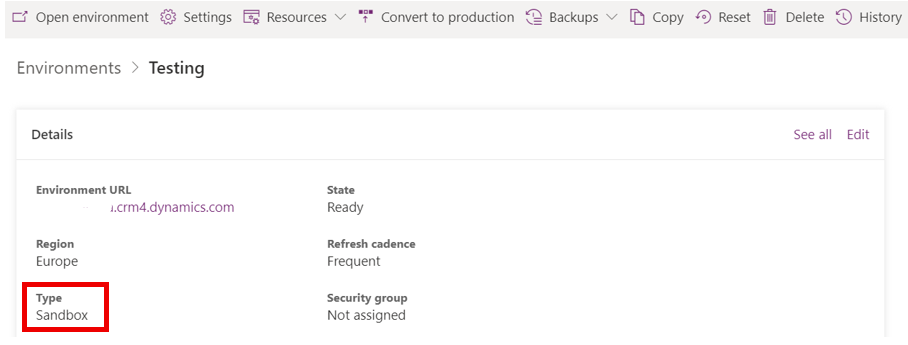 Open environment Settings Resources Convert to production Backups Copy Reset Delete History
Environments > Testing
Details See all Edit
Environment URL State
.crm4.dynamics.com Ready
Region Refresh cadence
Europe Frequent
Type Security group
Sandbox Not assigned